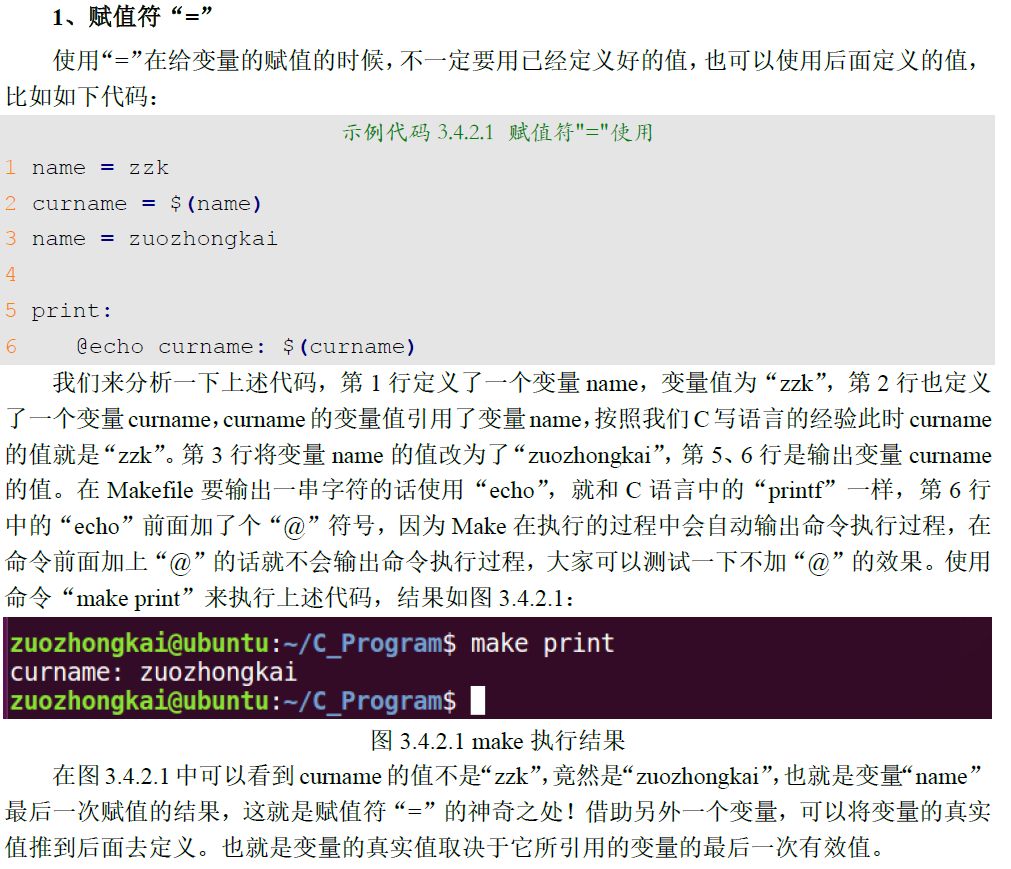 1、赋值符“=”
使用“=”在给变量的赋值的时候，不一定要用已经定义好的值，也可以使用后面定义的值，
比如如下代码：
示例代码 3.4.2.1 赋值符"="使用
1 name = zzk
2 curname = $(name)
3 name = zuozhongkai
4
5 print:
6     @echo curname: $(curname)
我们来分析一下上述代码，第 1 行定义了一个变量 name，变量值为“zzk”，第 2 行也定义
了一个变量 curname，curname 的变量值引用了变量 name，按照我们 C 写语言的经验此时 curname
的值就是“zzk”。第 3 行将变量 name 的值改为了“zuozhongkai”，第 5、6 行是输出变量 curname
的值。在 Makefile 要输出一串字符的话使用“echo”，就和 C 语言中的“printf”一样，第 6 行
中的“echo”前面加了个“@”符号，因为 Make 在执行的过程中会自动输出命令执行过程，在
命令前面加上“@”的话就不会输出命令执行过程，大家可以测试一下不加“@”的效果。使用
命令“make print”来执行上述代码，结果如图 3.4.2.1：
zuozhongkai@ubuntu:~/C_Program$ make print
curname: zuozhongkai
zuozhongkai@ubuntu:~/C_Program$
图 3.4.2.1 make 执行结果
在图 3.4.2.1 中可以看到 curname 的值不是“zzk”，竟然是“zuozhongkai”，也就是变量“name”
最后一次赋值的结果，这就是赋值符“=”的神奇之处！借助另外一个变量，可以将变量的真实
值推到后面去定义。也就是变量的真实值取决于它所引用的变量的最后一次有效值。